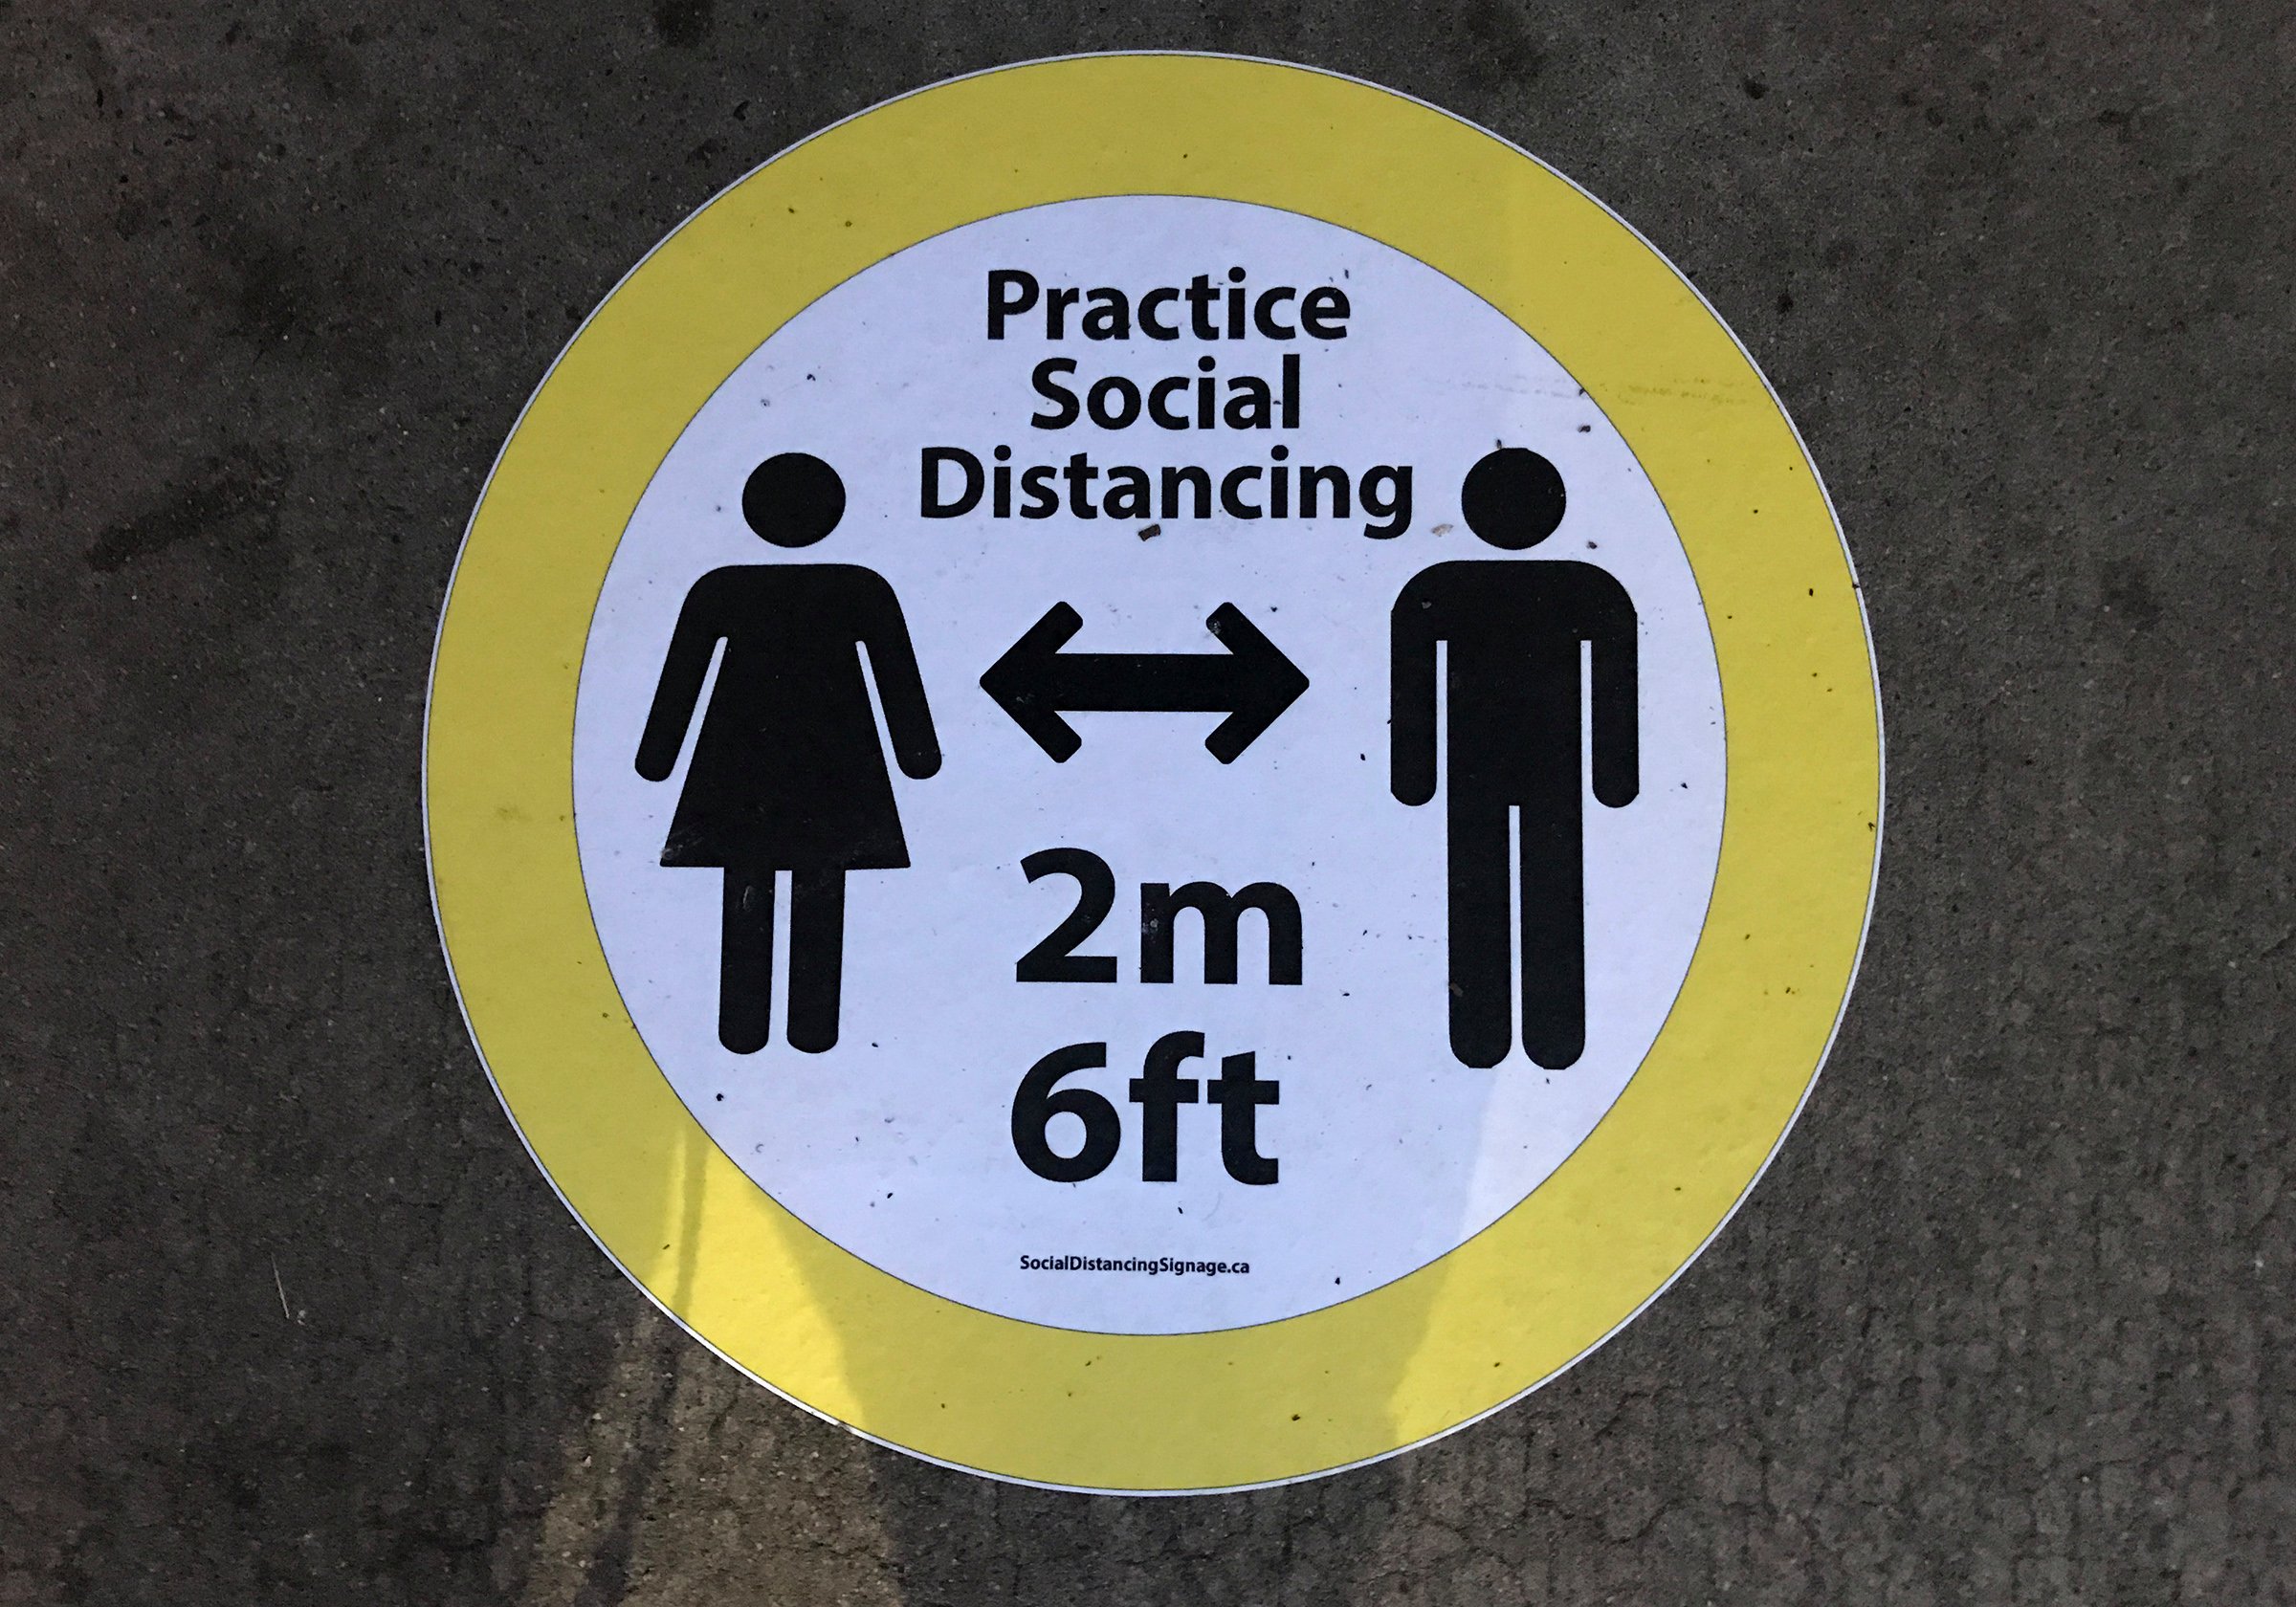 Practice
Social
Distancing
2m
6ft
SocialDistancingSignage.ca